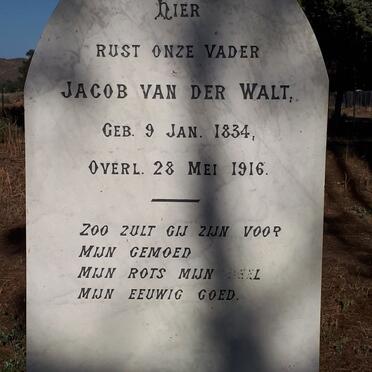 Hier
RUST ONZE VADER
JACOB VAN DER WALT,
GEB. 9 JAN. 1834,
OVERL. 28 MEI 1916.
ZOO ZULT GIJ ZIJN VOOR
MIJN GEMOED
MIJN ROTS MIJN
MIJN EEUWIG GOED.